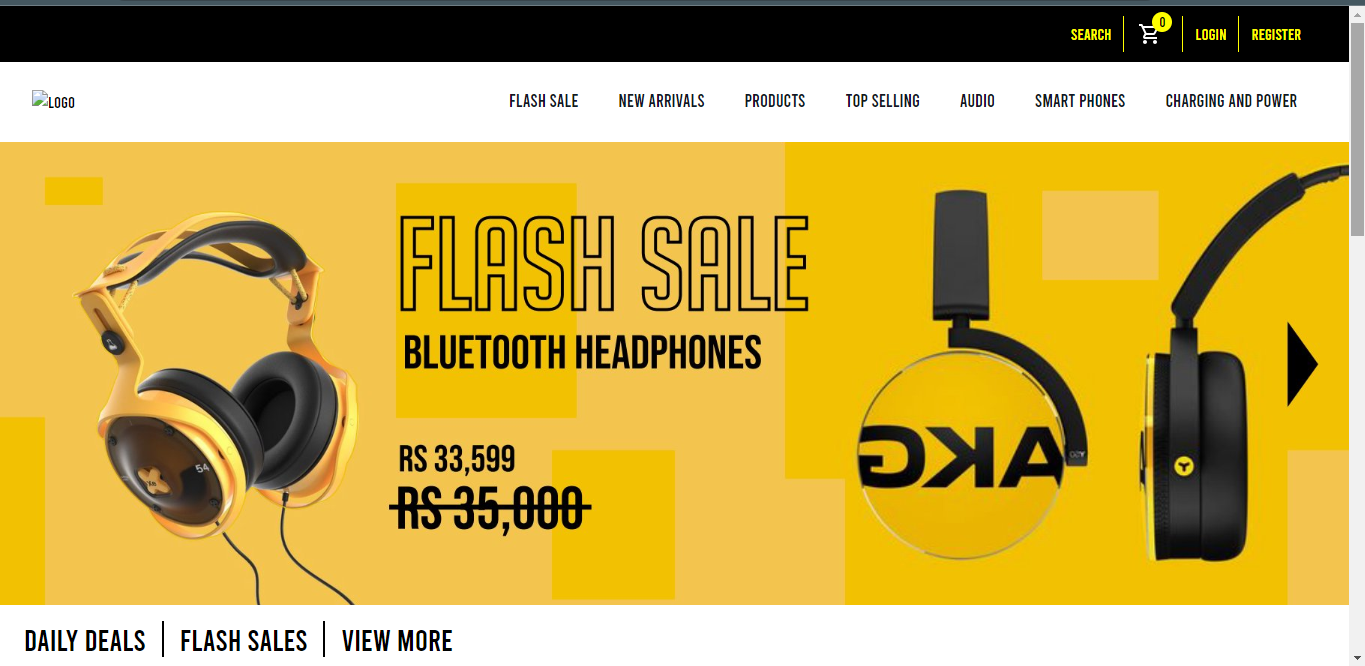 SEARCH 0 LOGIN REGISTER
LOGO FLASH SALE NEW ARRIVALS PRODUCTS TOP SELLING AUDIO SMART PHONES CHARGING AND POWER
FLASH SALE
BLUETOOTH HEADPHONES
RS 33,599
RS 35,000
54
AKG
DAILY DEALS FLASH SALES VIEW MORE